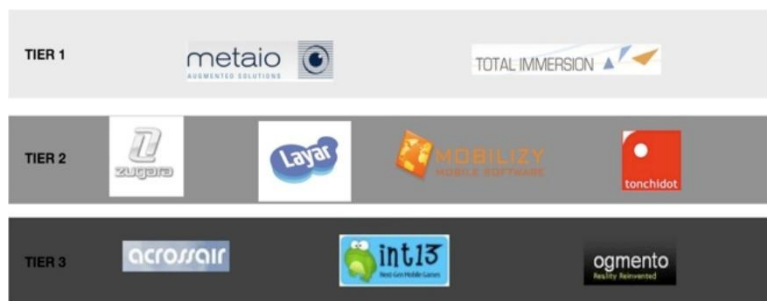 TIER 1
metaio
AUGMENTED SOLUTIONS
TOTAL IMMERSION
TIER 2
zugara
Layar
MOBILIZY
MOBILE SOFTWARE
tonchidot
TIER 3
acrossair
int13
Next-Gen Mobile Games
ogmento
Reality Reinvented